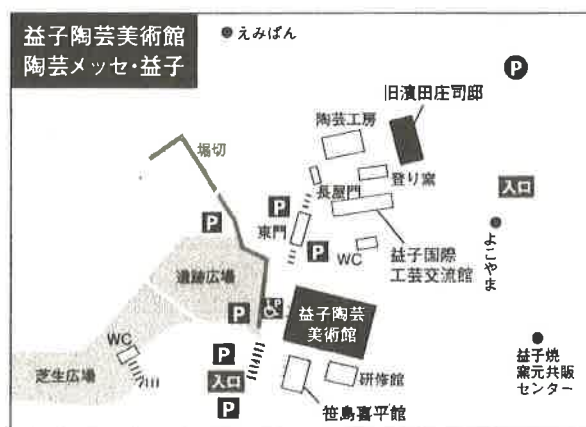 益子陶芸美術館
陶芸メッセ・益子
えみぱん
P
旧濱田庄司邸
陶芸工房
堀切
登り窯
長屋門
入口
P
P
東門
P
WC
益子国際
工芸交流館
よこやま
遺跡広場
P
P
益子陶芸
美術館
WC
P
芝生広場
入口
P
研修館
笹島喜平館
益子焼
窯元共販
センター